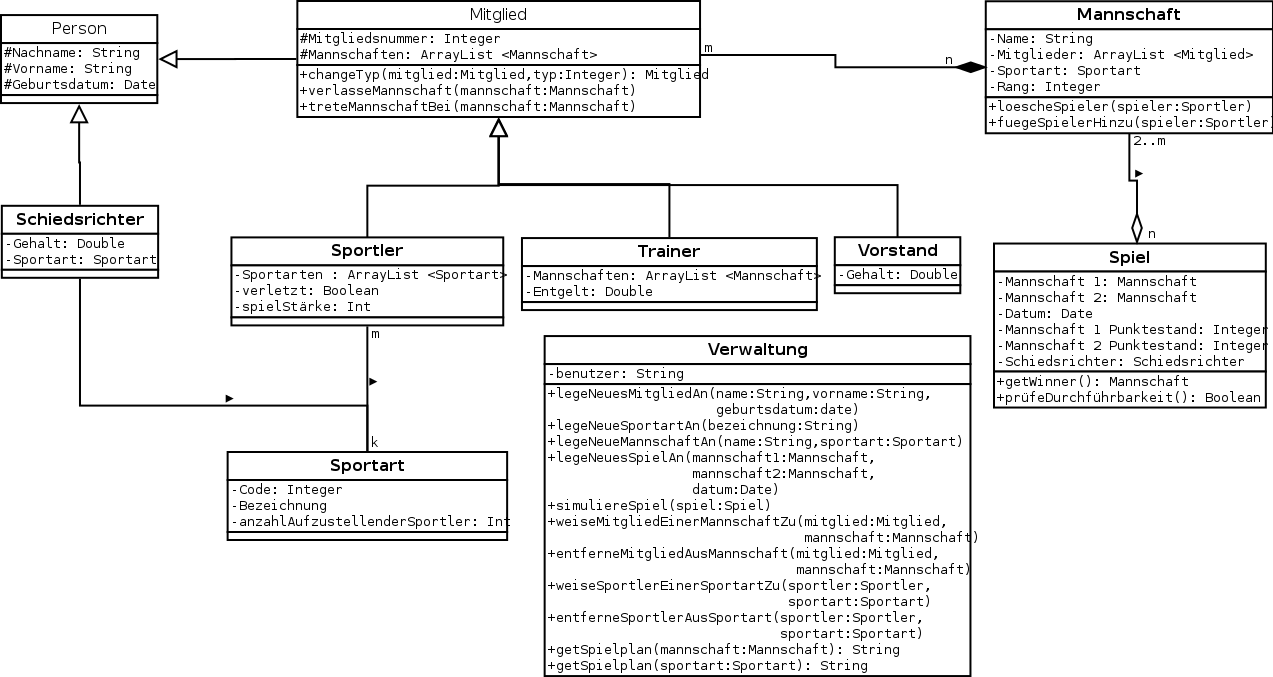 Person
#Nachname: String
#Vorname: String
#Geburtsdatum: Date
Mitglied
#Mitgliedsnummer: Integer
#Mannschaften: ArrayList <Mannschaft>
+changeTyp(mitglied:Mitglied,typ:Integer): Mitglied
+verlasseMannschaft(mannschaft:Mannschaft)
+treteMannschaftBei(mannschaft:Mannschaft)
m
n
Mannschaft
-Name: String
-Mitglieder: ArrayList <Mitglied>
-Sportart: Sportart
-Rang: Integer
+loescheSpieler(spieler:Sportler)
+fuegeSpielerHinzu(spieler:Sportler)
2..m
n
Schiedsrichter
-Gehalt: Double
-Sportart: Sportart
Sportler
-Sportarten : ArrayList <Sportart>
-verletzt: Boolean
-spielStärke: Int
m
k
Trainer
-Mannschaften: ArrayList <Mannschaft>
-Entgelt: Double
Vorstand
-Gehalt: Double
Spiel
-Mannschaft 1: Mannschaft
-Mannschaft 2: Mannschaft
-Datum: Date
-Mannschaft 1 Punktestand: Integer
-Mannschaft 2 Punktestand: Integer
-Schiedsrichter: Schiedsrichter
+getWinner(): Mannschaft
+prüfeDurchführbarkeit(): Boolean
Sportart
-Code: Integer
-Bezeichnung
-anzahlAufzustellenderSportler: Int
Verwaltung
-benutzer: String
+legeNeuesMitgliedAn(name:String,vorname:String,
geburtsdatum:date)
+legeNeueSportartAn(bezeichnung:String)
+legeNeueMannschaftAn(name:String,sportart:Sportart)
+legeNeuesSpielAn(mannschaft1:Mannschaft,
mannschaft2:Mannschaft,
datum:Date)
+simuliereSpiel(spiel:Spiel)
+weiseMitgliedEinerMannschaftZu(mitglied:Mitglied,
mannschaft:Mannschaft)
+entferneMitgliedAusMannschaft(mitglied:Mitglied,
mannschaft:Mannschaft)
+weiseSportlerEinerSportartZu(sportler:Sportler,
sportart:Sportart)
+entferneSportlerAusSportart(sportler:Sportler,
sportart:Sportart)
+getSpielplan(mannschaft:Mannschaft): String
+getSpielplan(sportart:Sportart): String